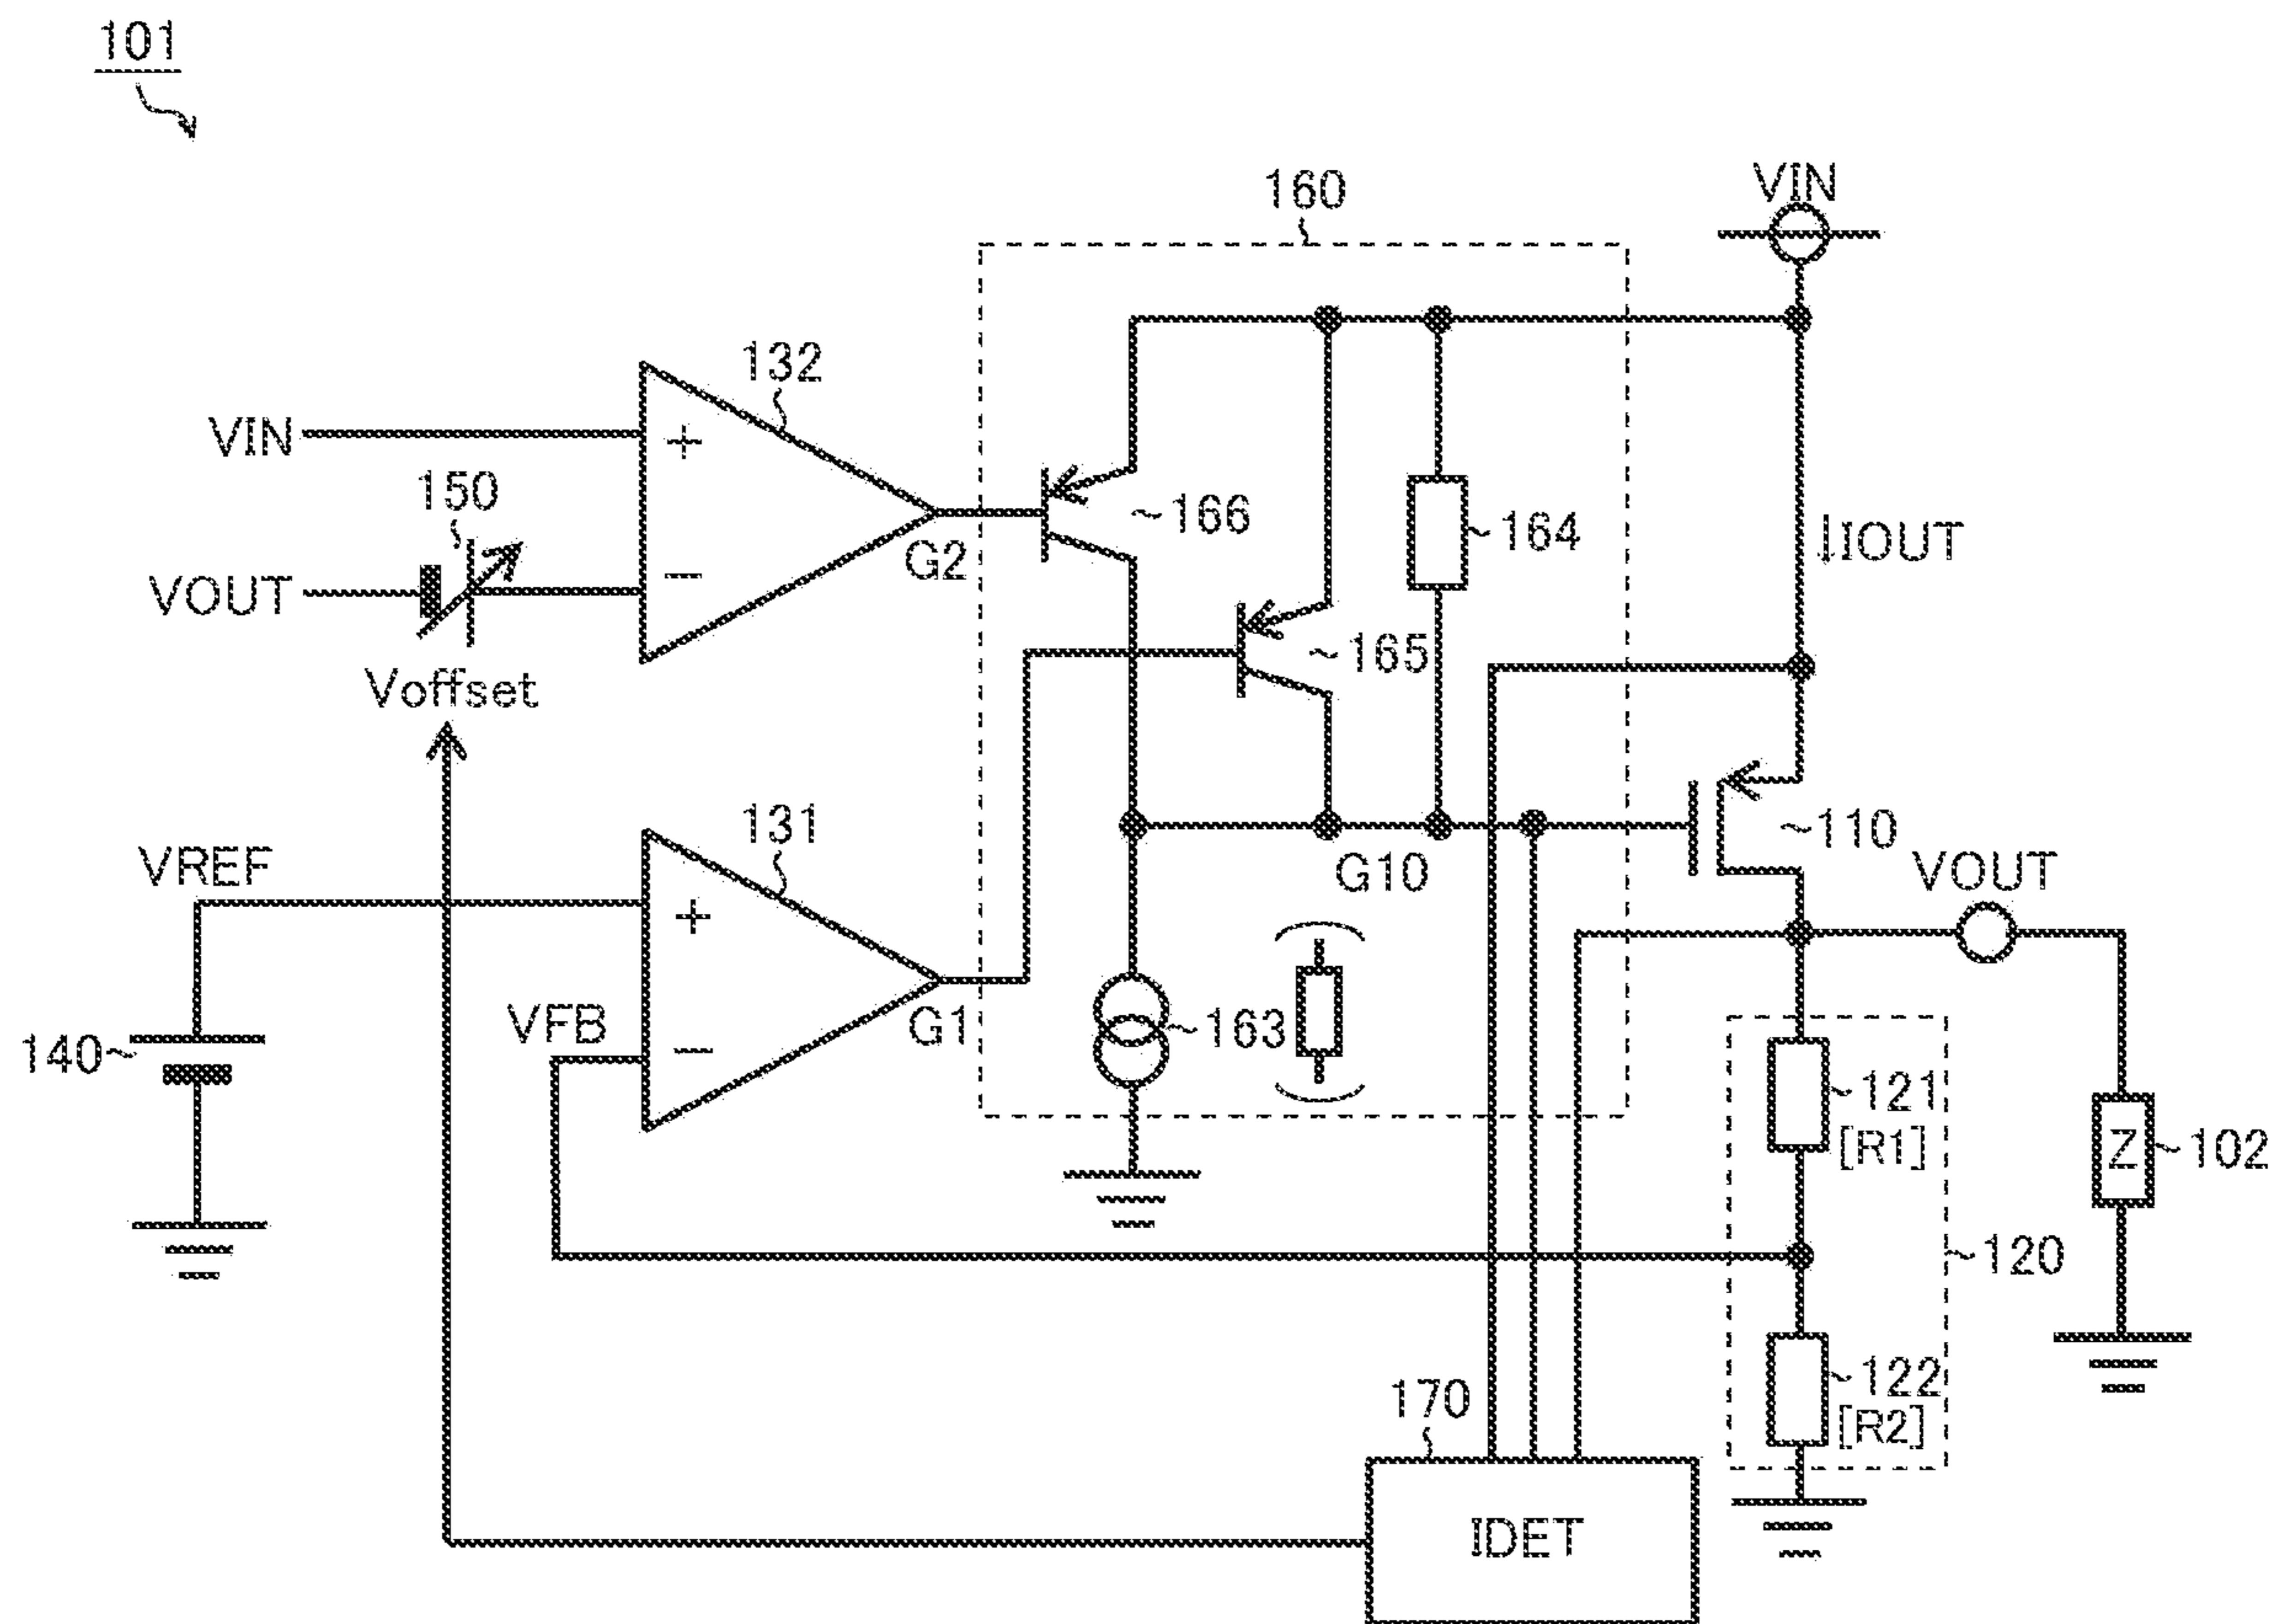 101
160
VIN
132
VIN
+
150
166
164
IOUT
G2
VOUT
−
165
Voffset
131
110
VREF
VOUT
G10
+
VFB
G1
163
140
−
121
[R1]
Z
102
120
122
[R2]
170
IDET